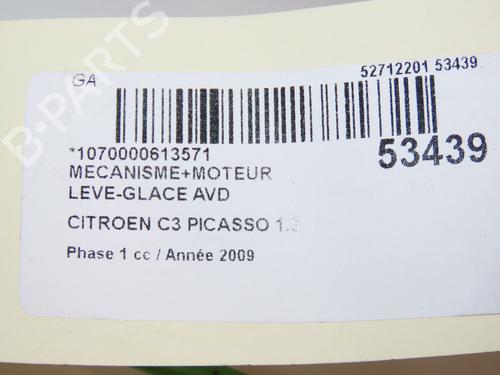 GA
52712201 53439
*1070000613571
53439
MECANISME+MOTEUR
LEVE-GLACE AVD
CITROEN C3 PICASSO
Phase 1 cc / Année 2009
B-PARTS